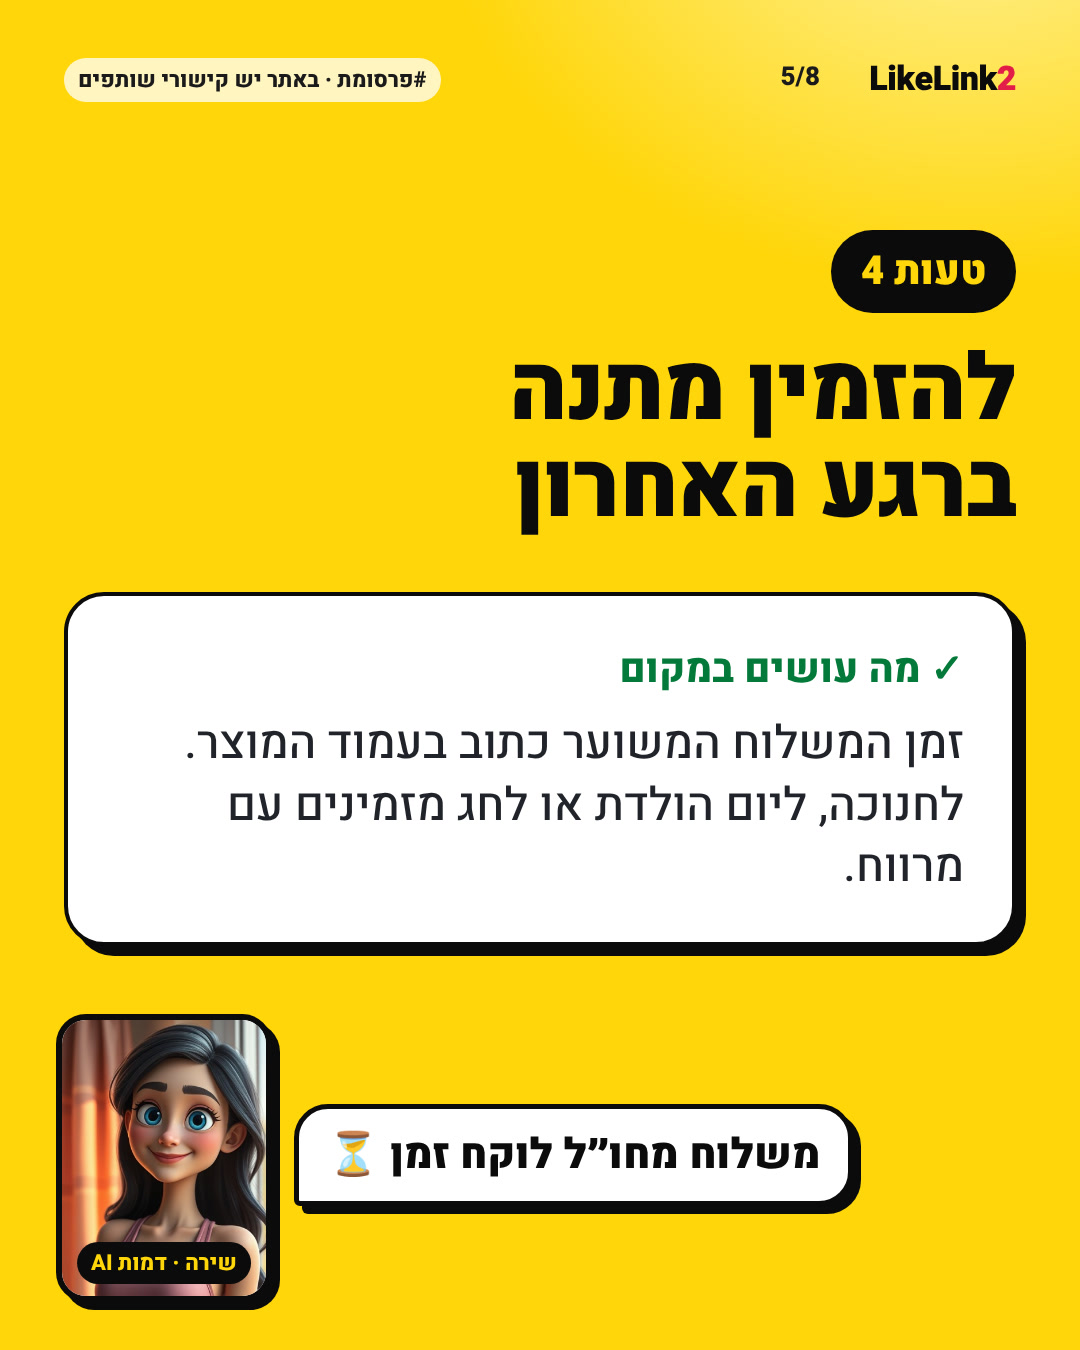 LikeLink2
5/8
#פרסומת · באתר יש קישורי שותפים
טעות 4
להזמין מתנה
ברגע האחרון
✓ מה עושים במקום
זמן המשלוח המשוער כתוב בעמוד המוצר.
לחנוכה, ליום הולדת או לחג מזמינים עם
מרווח.
משלוח מחו״ל לוקח זמן ⏳
שירה · דמות AI